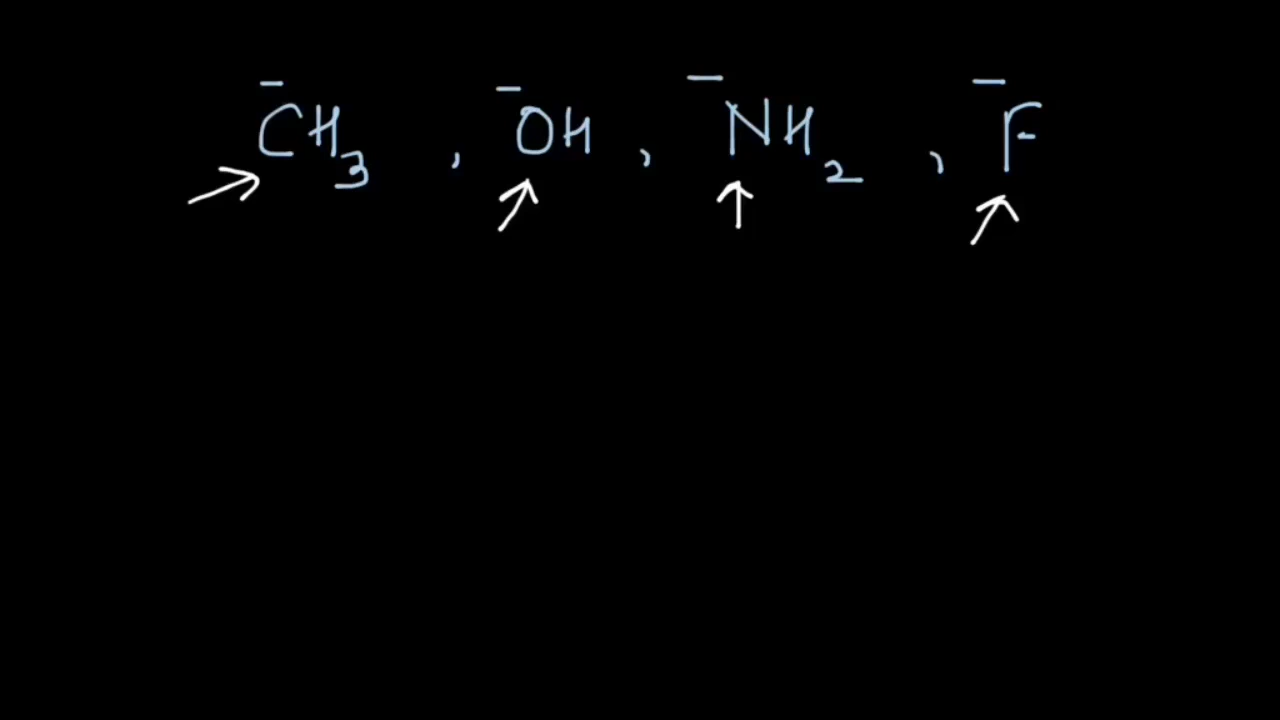 ⁻CH₃ , ⁻OH , ⁻NH₂ , ⁻F